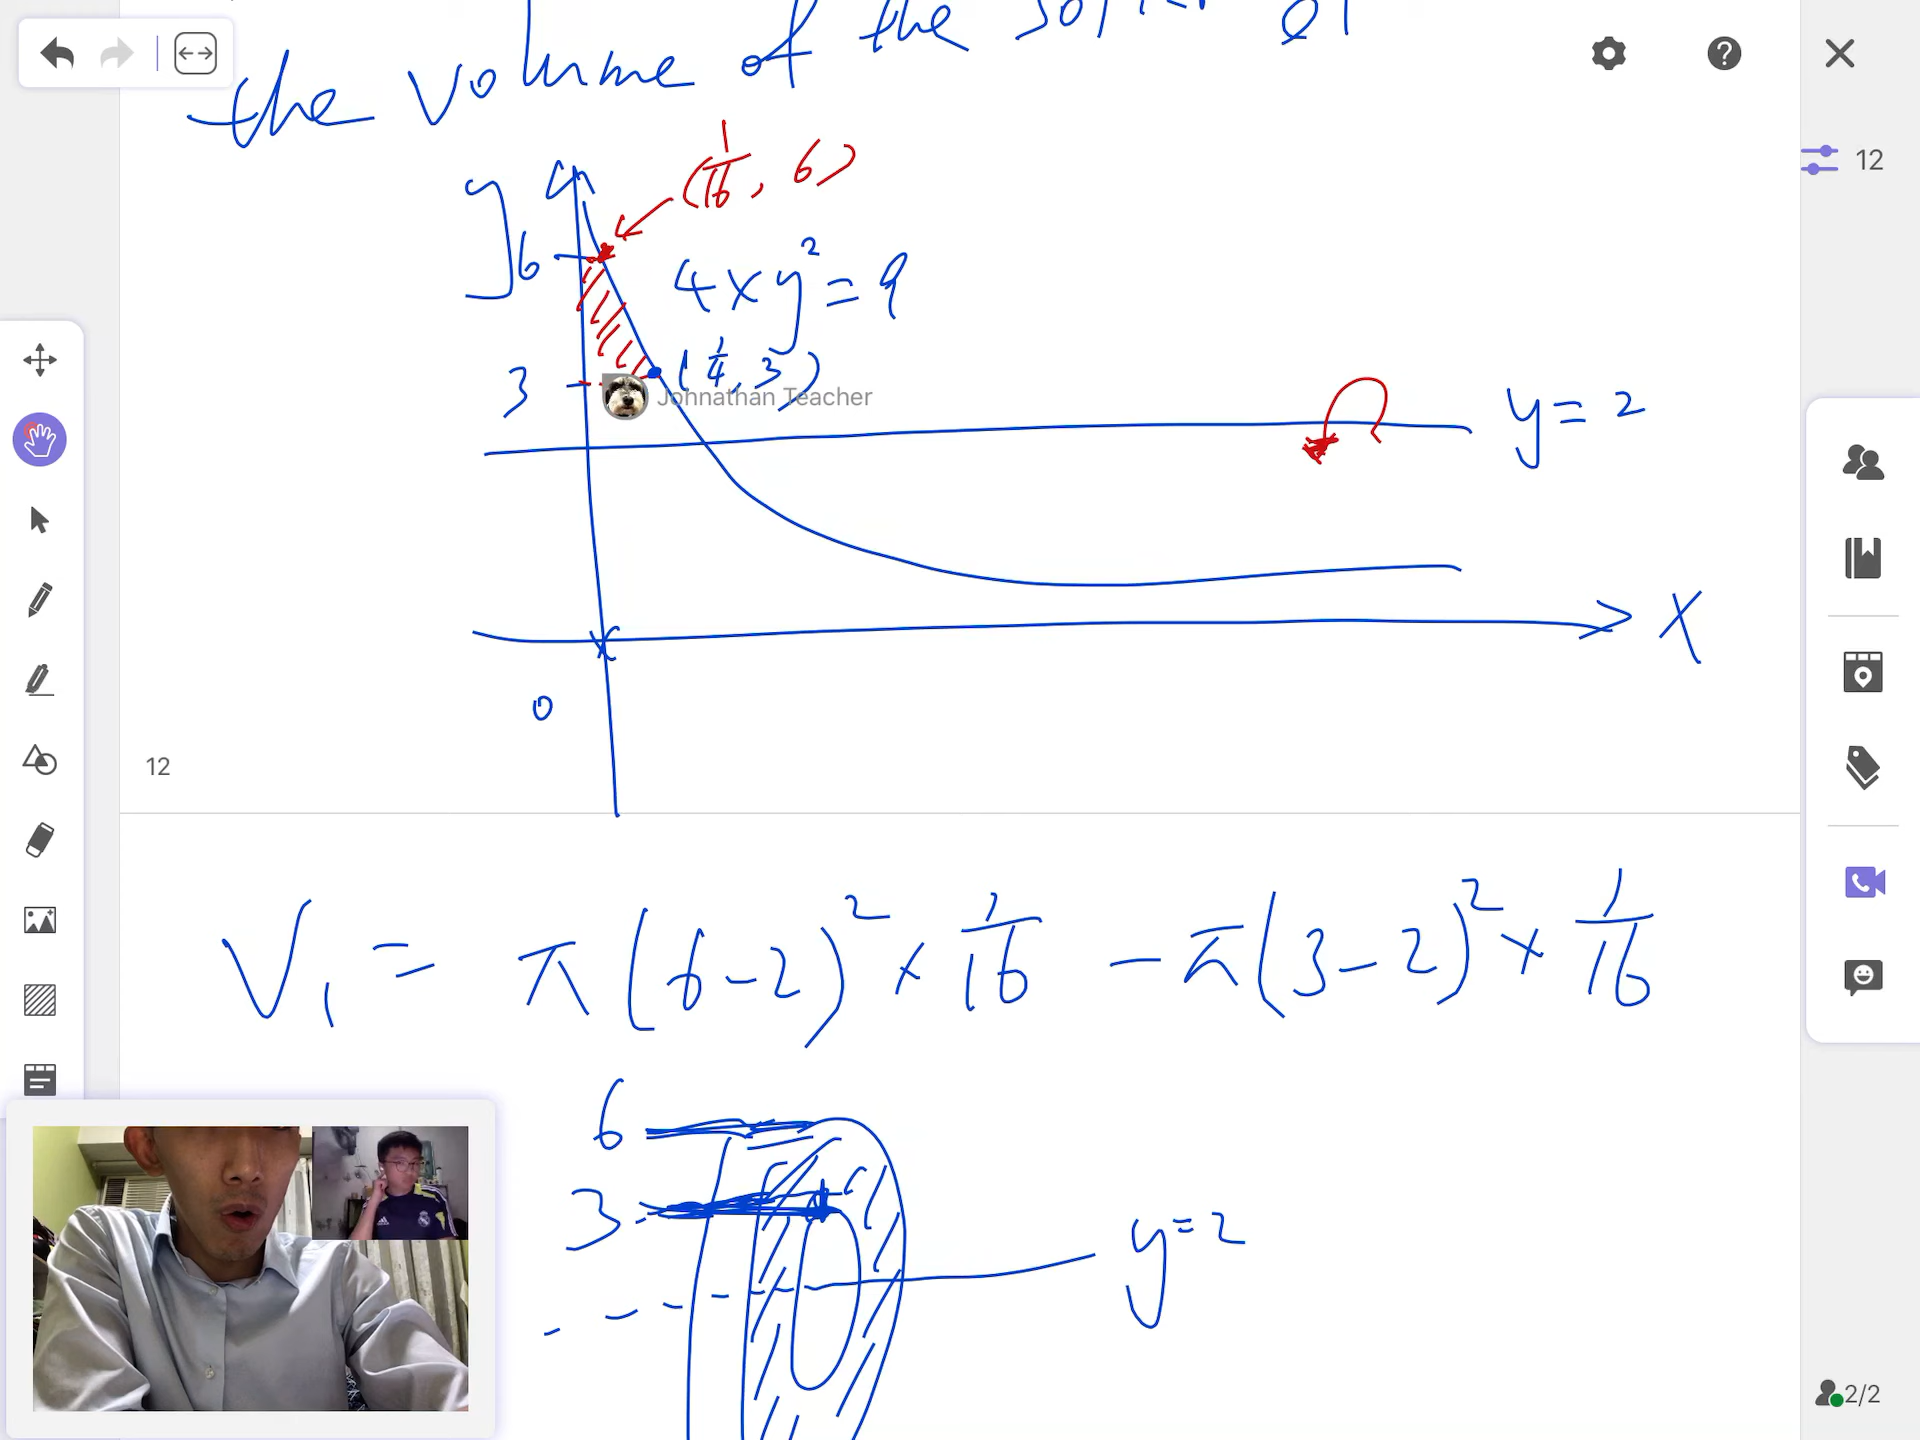 the volume of the
y
(1/16, 6)
6
4xy² = 9
(1/4, 3)
3
Johnathan Teacher
y = 2
x
0
12
12
V₁ = π(6-2)² × 1/16 - π(3-2)² × 1/16
6
3
y=2
2/2